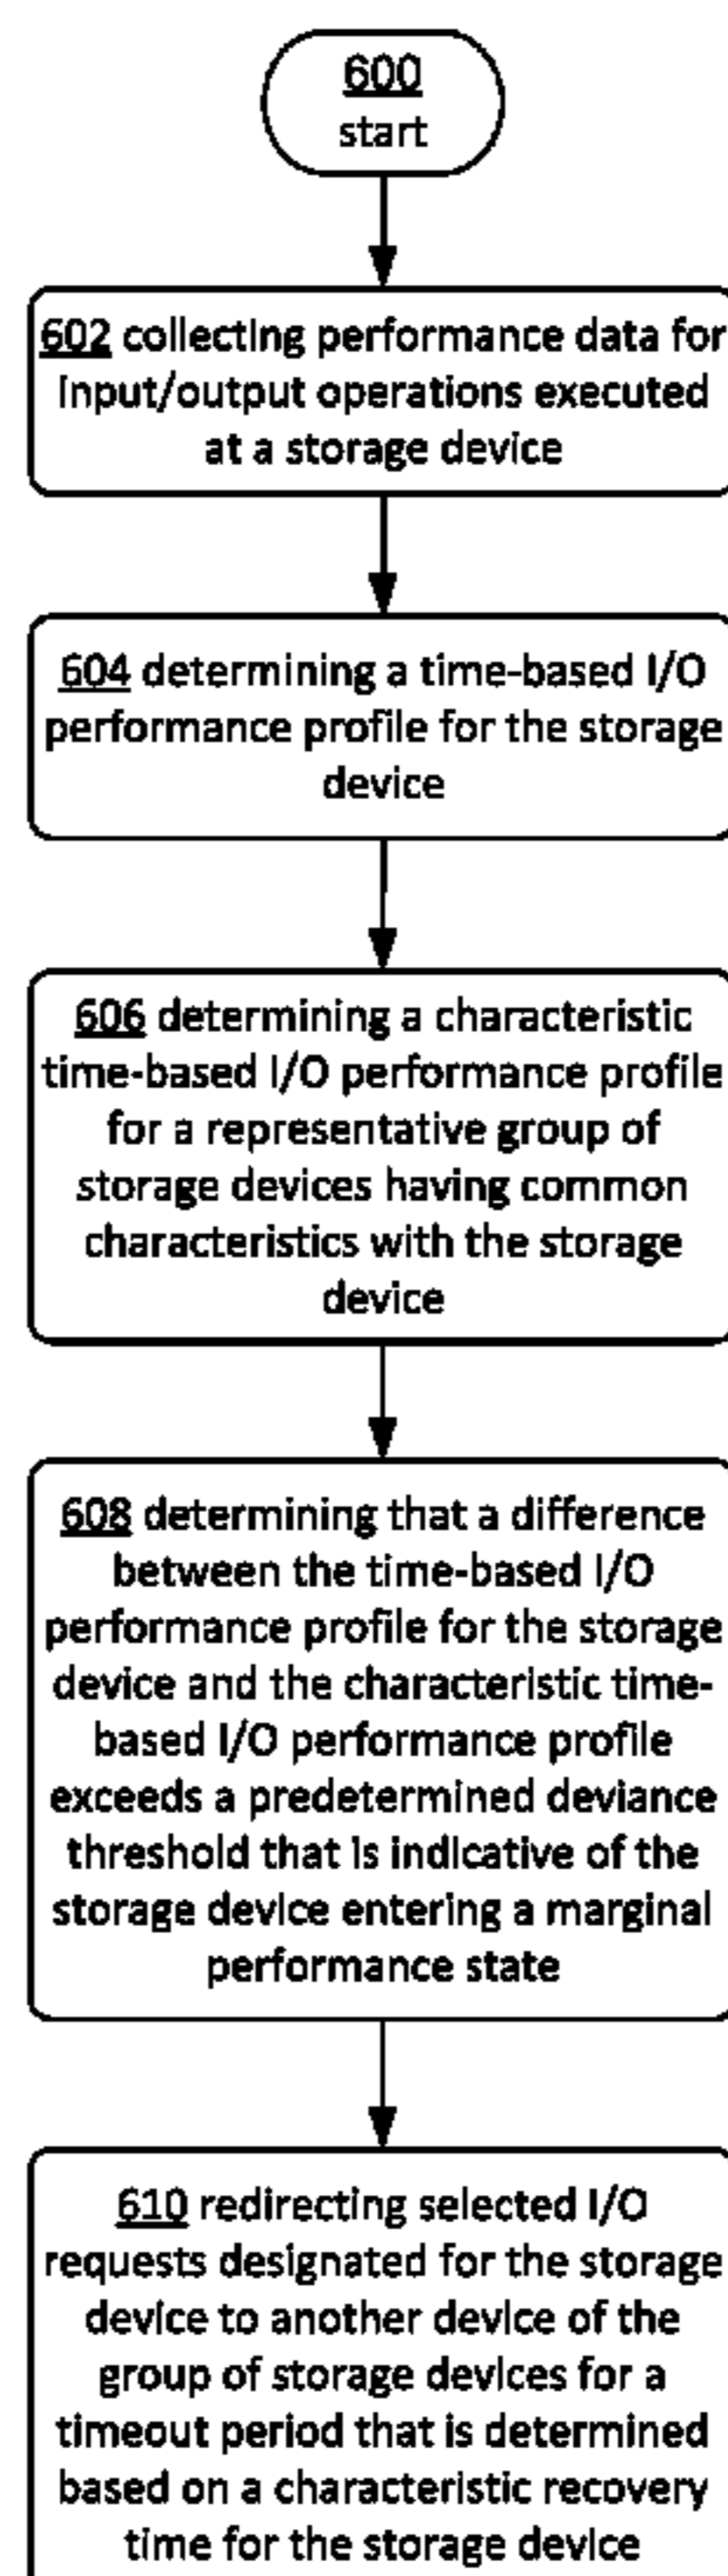 600
start
602 collecting performance data for
input/output operations executed
at a storage device
604 determining a time-based I/O
performance profile for the storage
device
606 determining a characteristic
time-based I/O performance profile
for a representative group of
storage devices having common
characteristics with the storage
device
608 determining that a difference
between the time-based I/O
performance profile for the storage
device and the characteristic time-
based I/O performance profile
exceeds a predetermined deviance
threshold that is indicative of the
storage device entering a marginal
performance state
610 redirecting selected I/O
requests designated for the storage
device to another device of the
group of storage devices for a
timeout period that is determined
based on a characteristic recovery
time for the storage device